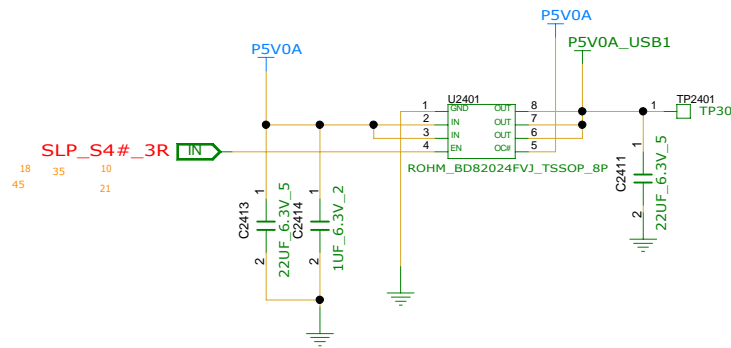 P5V0A
P5V0A
P5V0A_USB1
U2401
TP2401
1
TP30
1
GND
OUT
8
2
IN
OUT
7
3
IN
OUT
6
4
EN
OC#
5
ROHM_BD82024FVJ_TSSOP_8P
SLP_S4#_3R
IN
18
35
10
45
21
C2413
1
2
22UF_6.3V_5
C2414
1
2
1UF_6.3V_2
C2411
1
2
22UF_6.3V_5